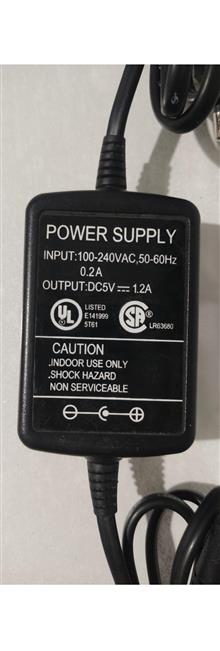 POWER SUPPLY
INPUT:100-240VAC,50-60Hz
0.2A
OUTPUT:DC5V⎓1.2A
UL LISTED
E141999
5T61
SA LR63680
CAUTION
.INDOOR USE ONLY
.SHOCK HAZARD
NON SERVICEABLE